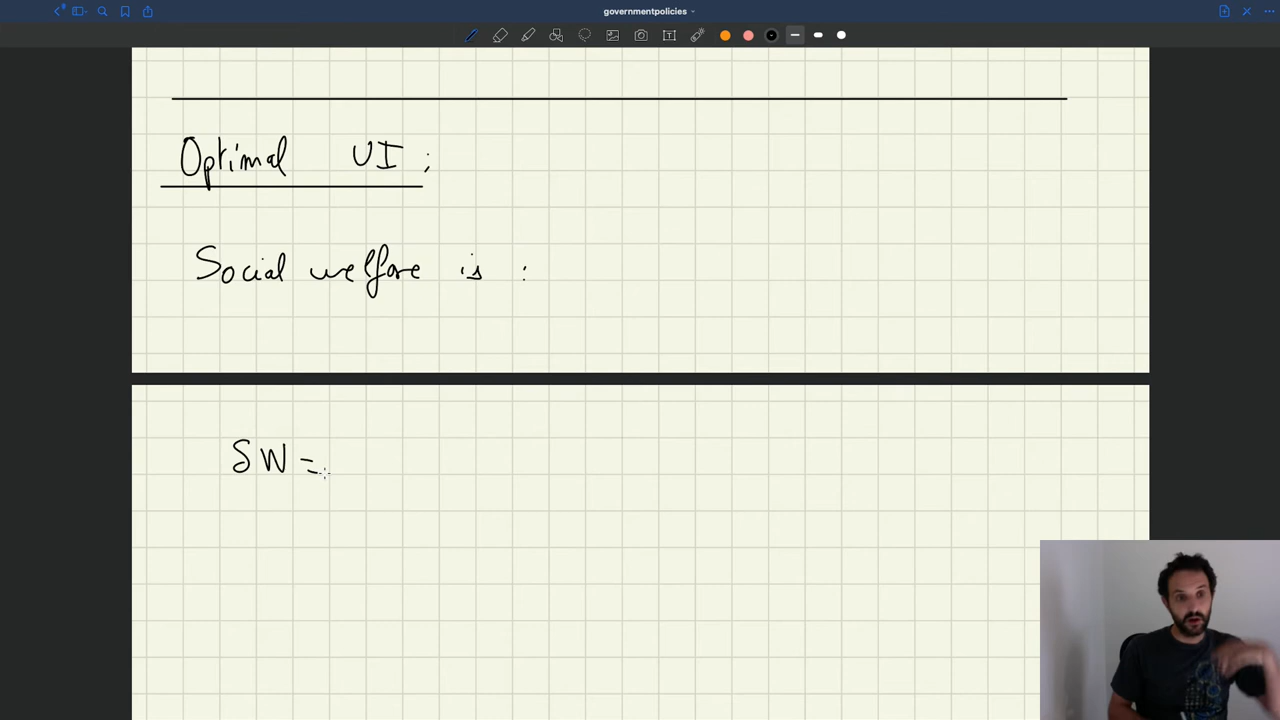 governmentpolicies
Optimal UI :
Social welfare is :
SW =